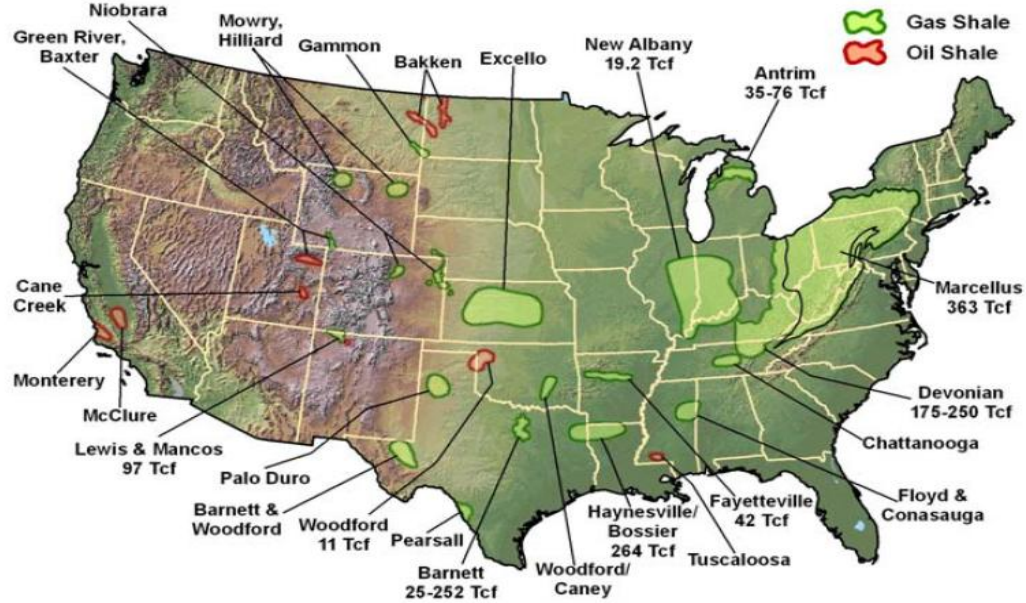 Niobrara
Mowry,
Hilliard
Green River,
Baxter
Gammon
Bakken
Excello
New Albany
19.2 Tcf
Antrim
35-76 Tcf
Gas Shale
Oil Shale
Cane
Creek
Monterery
McClure
Lewis & Mancos
97 Tcf
Palo Duro
Barnett &
Woodford
Woodford
11 Tcf
Pearsall
Barnett
25-252 Tcf
Woodford/
Caney
Haynesville/
Bossier
264 Tcf
Fayetteville
42 Tcf
Tuscaloosa
Floyd &
Conasauga
Chattanooga
Devonian
175-250 Tcf
Marcellus
363 Tcf